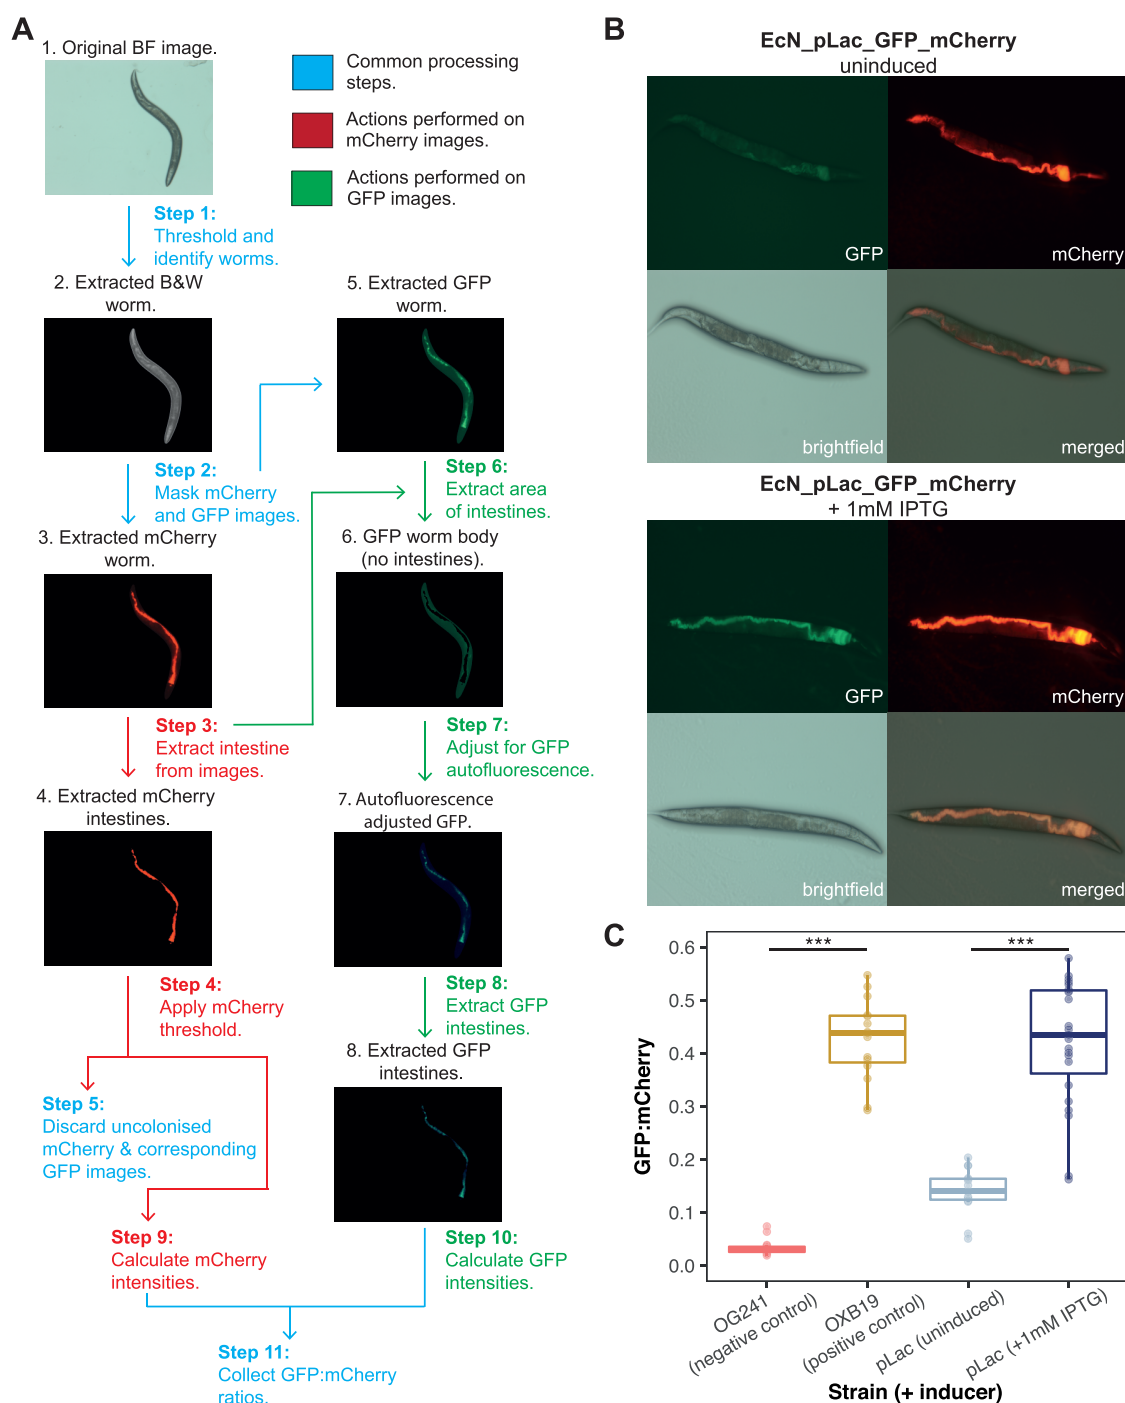 A
1. Original BF image.
Common processing
steps.
Actions performed on
mCherry images.
Actions performed on
GFP images.
Step 1:
Threshold and
identify worms.
2. Extracted B&W
worm.
5. Extracted GFP
worm.
Step 2:
Mask mCherry
and GFP images.
Step 6:
Extract area
of intestines.
3. Extracted mCherry
worm.
6. GFP worm body
(no intestines).
Step 3:
Extract intestine
from images.
Step 7:
Adjust for GFP
autofluorescence.
4. Extracted mCherry
intestines.
7. Autofluorescence
adjusted GFP.
Step 4:
Apply mCherry
threshold.
Step 8:
Extract GFP
intestines.
8. Extracted GFP
intestines.
Step 5:
Discard uncolonised
mCherry & corresponding
GFP images.
Step 9:
Calculate mCherry
intensities.
Step 10:
Calculate GFP
intensities.
Step 11:
Collect GFP:mCherry
ratios.
B
EcN_pLac_GFP_mCherry
uninduced
GFP
mCherry
brightfield
merged
EcN_pLac_GFP_mCherry
+ 1mM IPTG
GFP
mCherry
brightfield
merged
C
GFP:mCherry
0.6
0.5
0.4
0.3
0.2
0.1
0.0
***
***
OG241
(negative control)
OXB19
(positive control)
pLac (uninduced)
pLac (+1mM IPTG)
Strain (+ inducer)